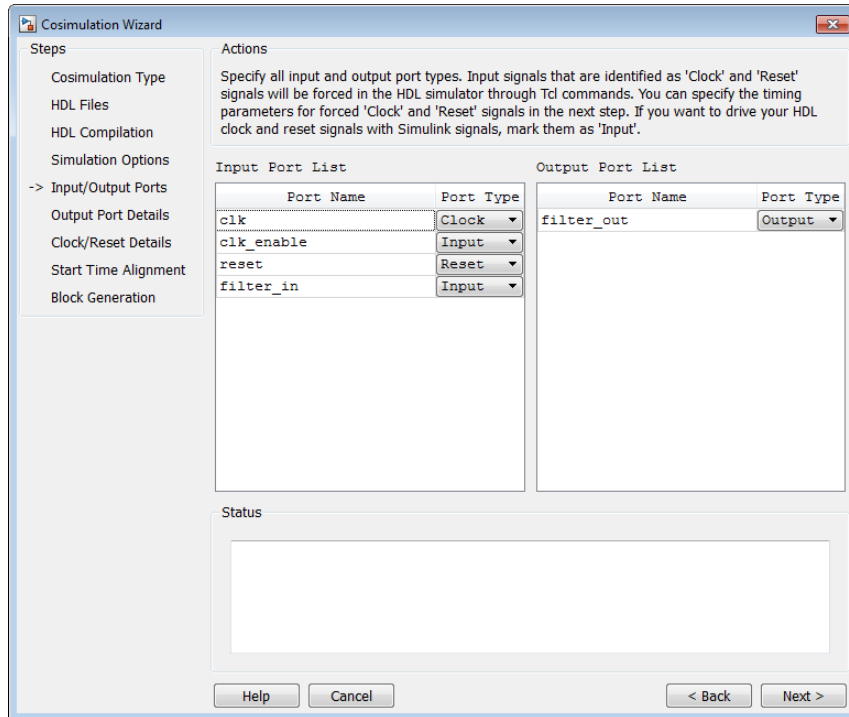 Cosimulation Wizard
Steps
Cosimulation Type
HDL Files
HDL Compilation
Simulation Options
-> Input/Output Ports
Output Port Details
Clock/Reset Details
Start Time Alignment
Block Generation
Actions
Specify all input and output port types. Input signals that are identified as 'Clock' and 'Reset'
signals will be forced in the HDL simulator through Tcl commands. You can specify the timing
parameters for forced 'Clock' and 'Reset' signals in the next step. If you want to drive your HDL
clock and reset signals with Simulink signals, mark them as 'Input'.
Input Port List
Port Name Port Type
clk Clock
clk_enable Input
reset Reset
filter_in Input
Output Port List
Port Name Port Type
filter_out Output
Status
Help Cancel < Back Next >